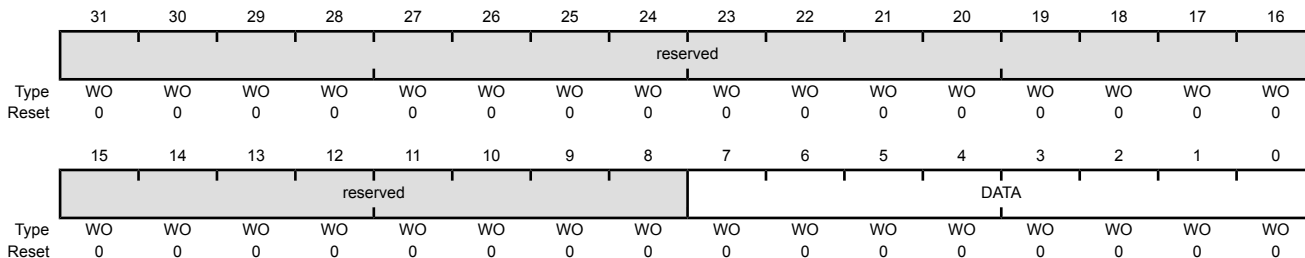 31 30 29 28 27 26 25 24 23 22 21 20 19 18 17 16
reserved
Type WO WO WO WO WO WO WO WO WO WO WO WO WO WO WO WO
Reset 0 0 0 0 0 0 0 0 0 0 0 0 0 0 0 0
15 14 13 12 11 10 9 8 7 6 5 4 3 2 1 0
reserved DATA
Type WO WO WO WO WO WO WO WO WO WO WO WO WO WO WO WO
Reset 0 0 0 0 0 0 0 0 0 0 0 0 0 0 0 0